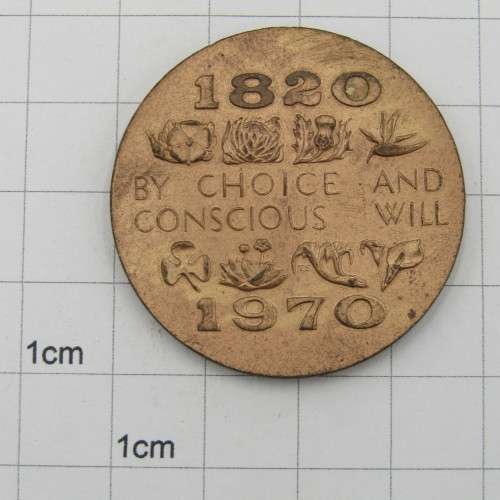 1820
BY CHOICE AND
CONSCIOUS WILL
1970
1cm
1cm